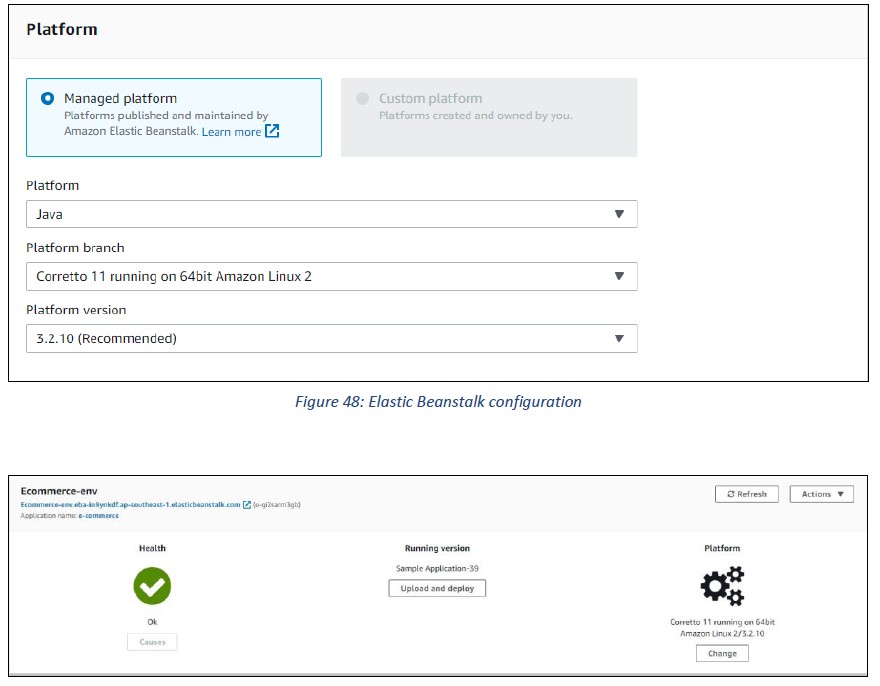 Platform
Managed platform
Platforms published and maintained by
Amazon Elastic Beanstalk. Learn more
Custom platform
Platforms created and owned by you.
Platform
Java
Platform branch
Corretto 11 running on 64bit Amazon Linux 2
Platform version
3.2.10 (Recommended)
Figure 48: Elastic Beanstalk configuration
Ecommerce-env
Ecommerce-env.eba-in9ynkdf.ap-southeast-1.elasticbeanstalk.com (e-gi2sarm3gb)
Application name: e-commerce
Refresh
Actions
Health
Ok
Causes
Running version
Sample Application-39
Upload and deploy
Platform
Corretto 11 running on 64bit
Amazon Linux 2/3.2.10
Change